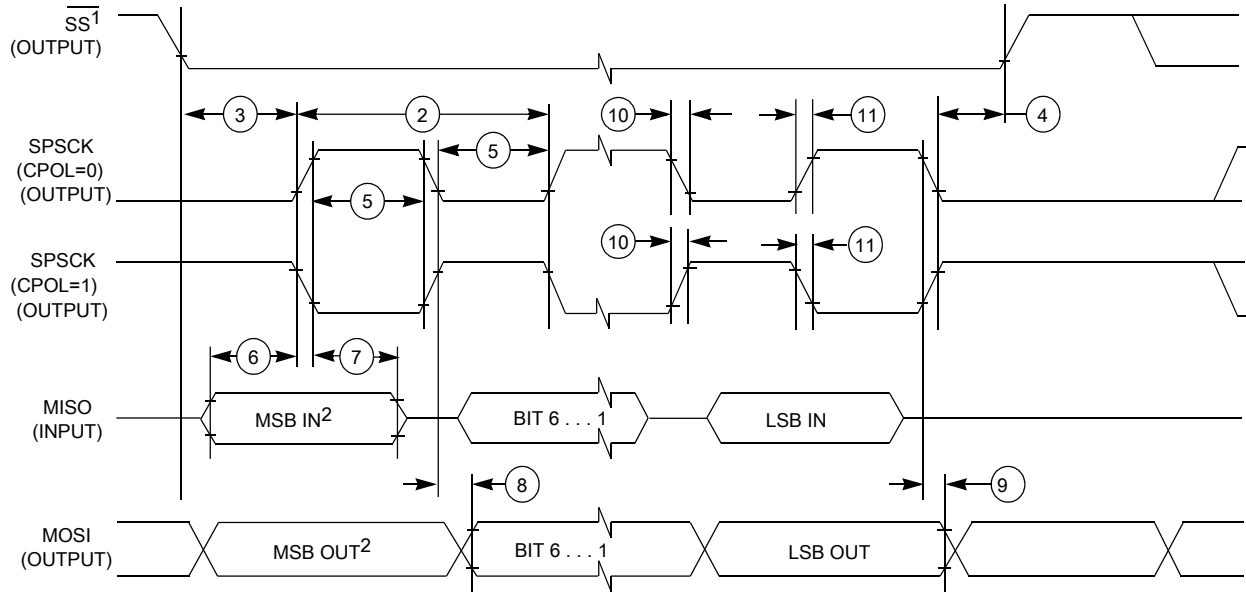 SS¹
(OUTPUT)
3
2
10
11
4
SPSCK
(CPOL=0)
(OUTPUT)
5
5
SPSCK
(CPOL=1)
(OUTPUT)
10
11
6
7
MISO
(INPUT)
MSB IN²
BIT 6 . . . 1
LSB IN
8
9
MOSI
(OUTPUT)
MSB OUT²
BIT 6 . . . 1
LSB OUT